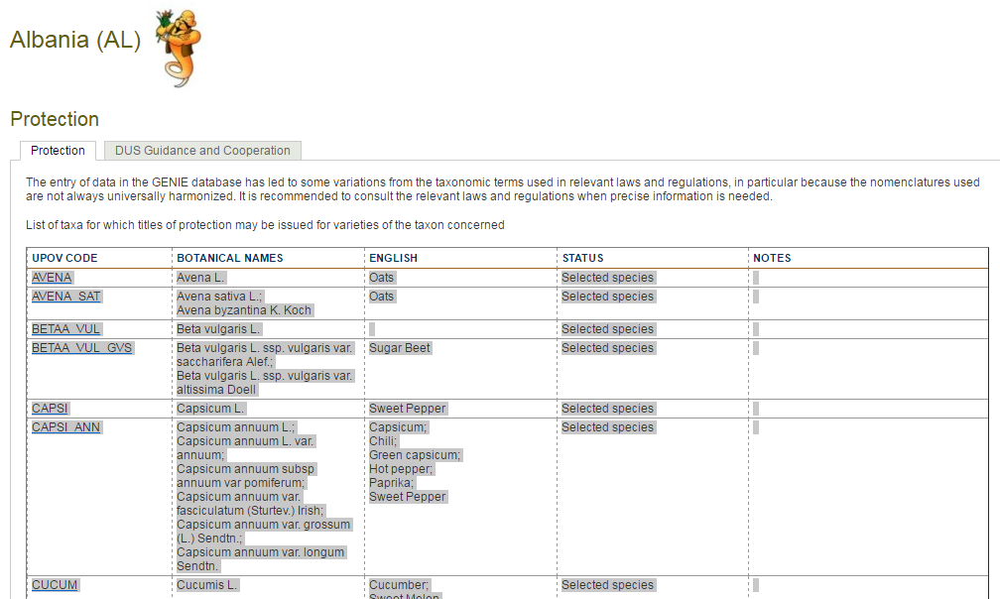 Albania (AL)
Protection
Protection DUS Guidance and Cooperation
The entry of data in the GENIE database has led to some variations from the taxonomic terms used in relevant laws and regulations, in particular because the nomenclatures used
are not always universally harmonized. It is recommended to consult the relevant laws and regulations when precise information is needed.
List of taxa for which titles of protection may be issued for varieties of the taxon concerned
UPOV CODE BOTANICAL NAMES ENGLISH STATUS NOTES
AVENA Avena L. Oats Selected species
AVENA_SAT Avena sativa L.; Oats Selected species
Avena byzantina K. Koch
BETAA_VUL Beta vulgaris L. Selected species
BETAA_VUL_GVS Beta vulgaris L. ssp. vulgaris var. Sugar Beet Selected species
saccharifera Alef.;
Beta vulgaris L. ssp. vulgaris var.
altissima Doell
CAPSI Capsicum L. Sweet Pepper Selected species
CAPSI_ANN Capsicum annuum L.; Capsicum; Selected species
Capsicum annuum L. var. Chili;
annuum; Green capsicum;
Capsicum annuum subsp Hot pepper;
annuum var pomiferum; Paprika;
Capsicum annuum var. Sweet Pepper
fasciculatum (Sturtev.) Irish;
Capsicum annuum var. grossum
(L.) Sendtn.;
Capsicum annuum var. longum
Sendtn.
CUCUM Cucumis L. Cucumber; Selected species
Sweet Melon